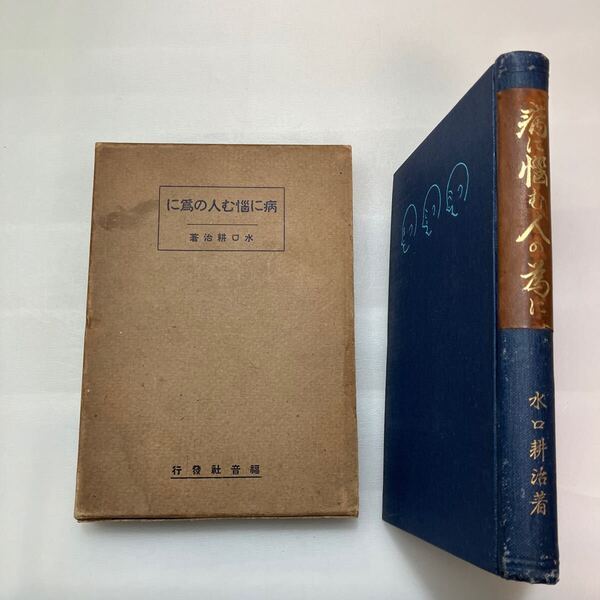 病に惱む人の爲に
水口耕治著
福音社發行
病に惱む人の為に
水口耕治著